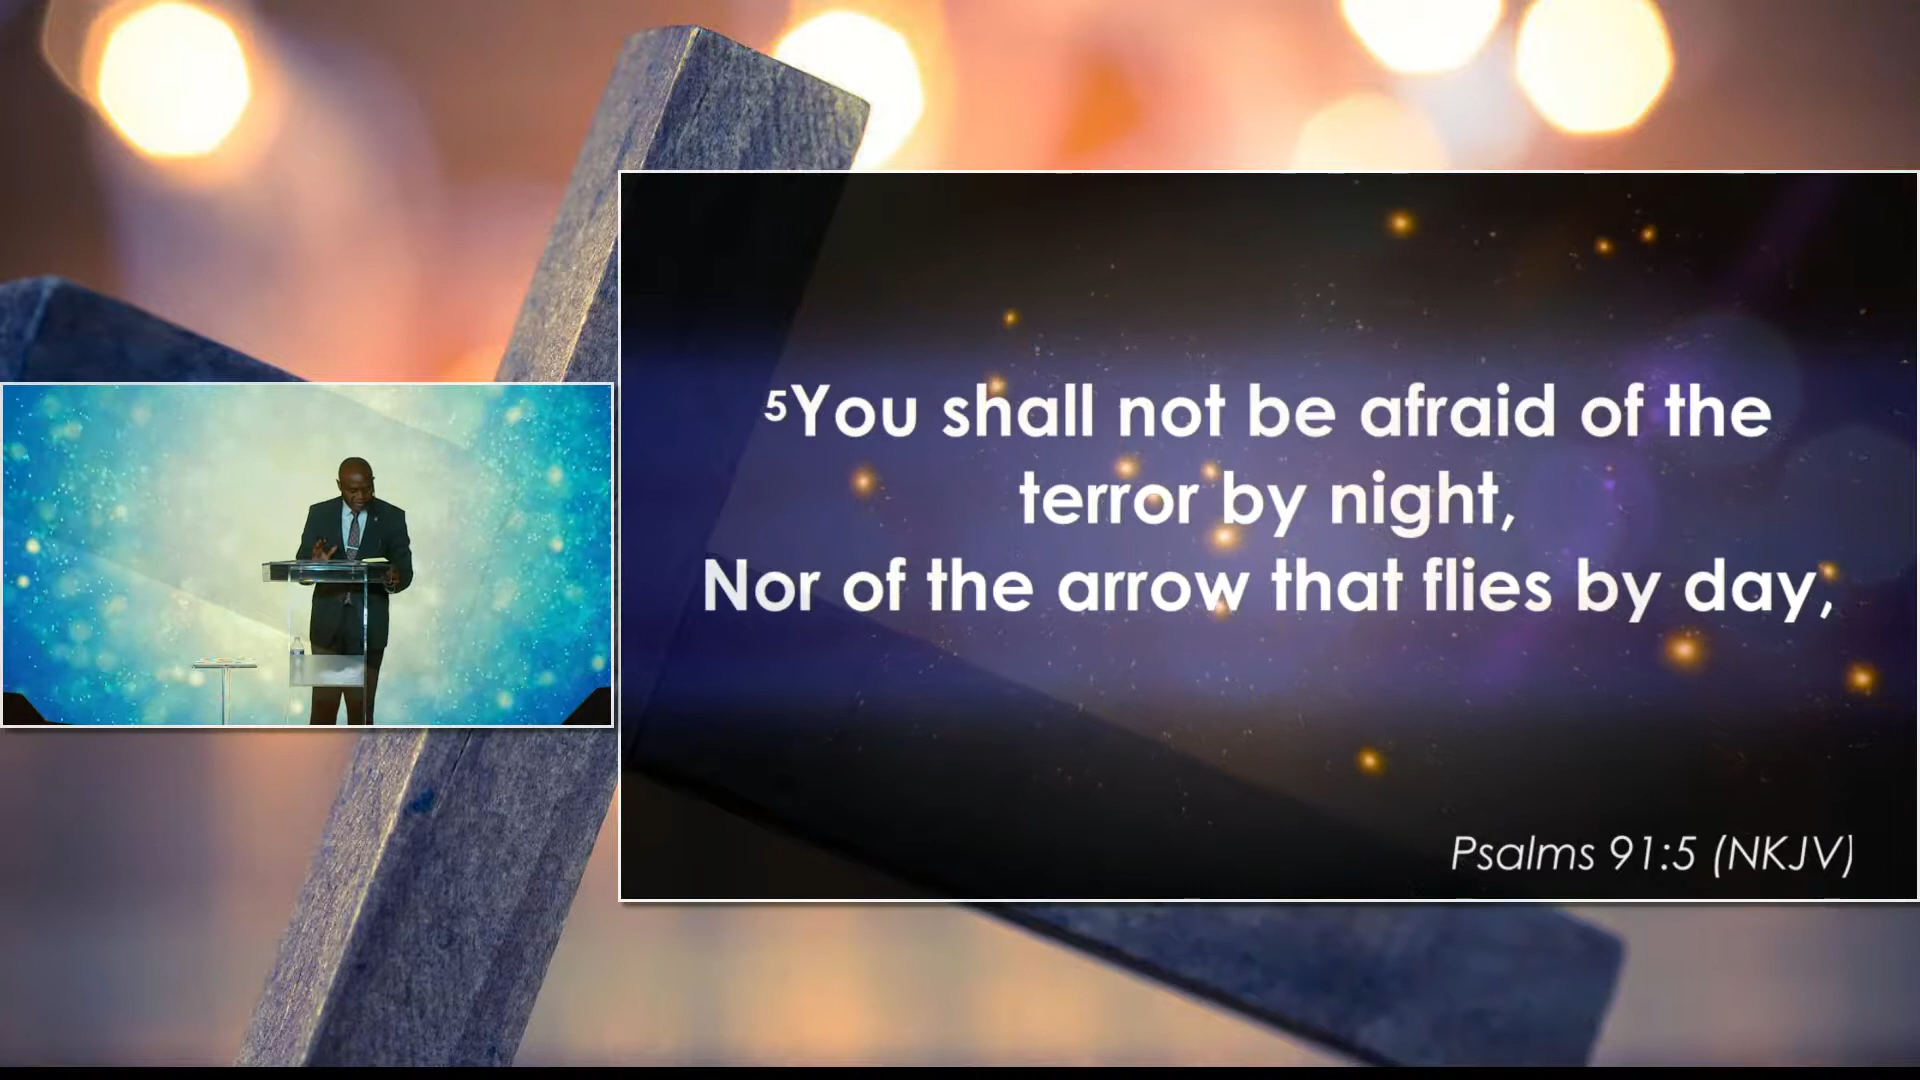 ⁵You shall not be afraid of the
terror by night,
Nor of the arrow that flies by day,
Psalms 91:5 (NKJV)